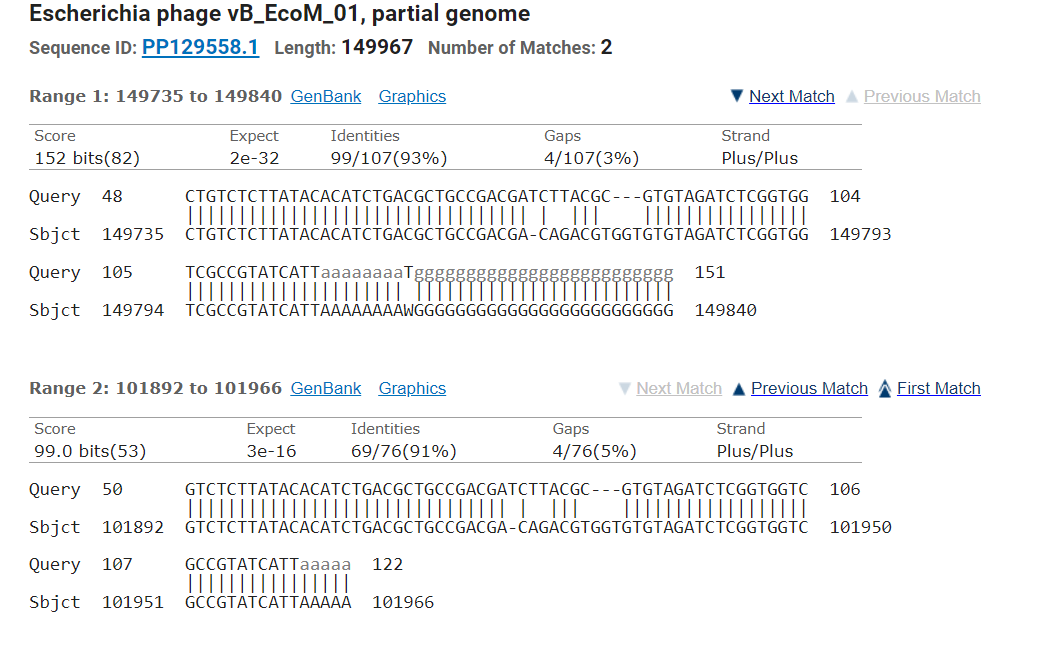 Escherichia phage vB_EcoM_01, partial genome
Sequence ID: PP129558.1 Length: 149967 Number of Matches: 2
Range 1: 149735 to 149840 GenBank Graphics Next Match Previous Match
Score Expect Identities Gaps Strand
152 bits(82) 2e-32 99/107(93%) 4/107(3%) Plus/Plus
Query 48 CTGTCTCTTATACACATCTGACGCTGCCGACGATCTTACGC---GTGTAGATCTCGGTGG 104
Sbjct 149735 CTGTCTCTTATACACATCTGACGCTGCCGACGA-CAGACGTGGTGTGTAGATCTCGGTGG 149793
Query 105 TCGCCGTATCATTaaaaaaaaTggggggggggggggggggggggggg 151
Sbjct 149794 TCGCCGTATCATTAAAAAAAAWGGGGGGGGGGGGGGGGGGGGGGGGG 149840
Range 2: 101892 to 101966 GenBank Graphics Next Match Previous Match First Match
Score Expect Identities Gaps Strand
99.0 bits(53) 3e-16 69/76(91%) 4/76(5%) Plus/Plus
Query 50 GTCTCTTATACACATCTGACGCTGCCGACGATCTTACGC---GTGTAGATCTCGGTGGTC 106
Sbjct 101892 GTCTCTTATACACATCTGACGCTGCCGACGA-CAGACGTGGTGTGTAGATCTCGGTGGTC 101950
Query 107 GCCGTATCATTaaaaa 122
Sbjct 101951 GCCGTATCATTAAAAA 101966